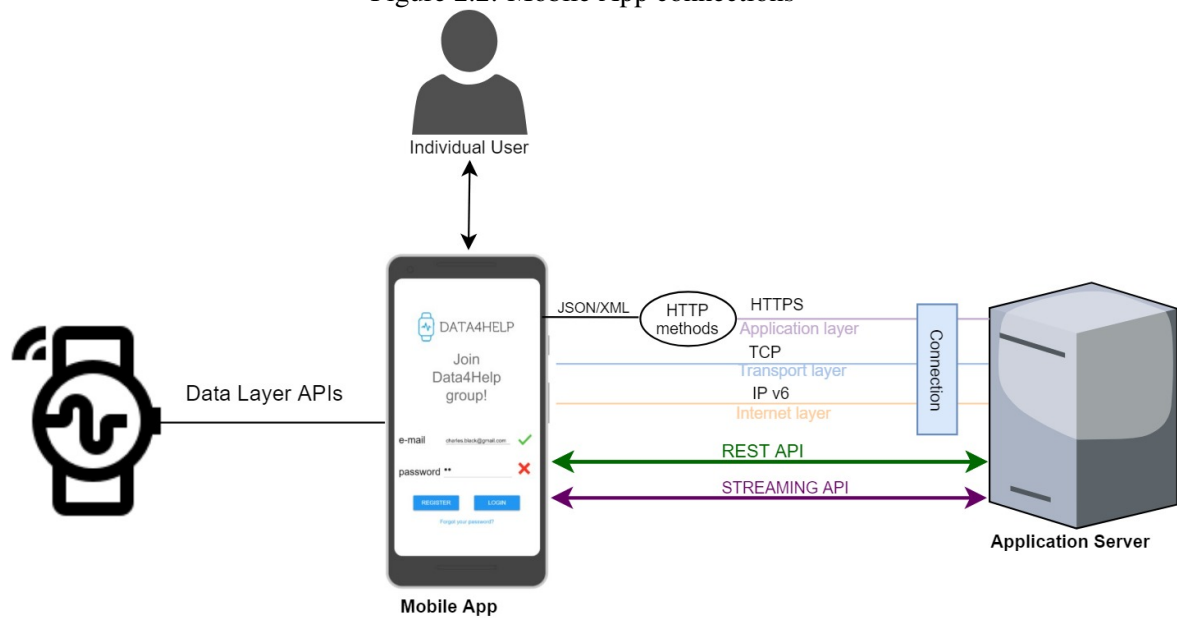 Figure 2.2: Mobile App connections
Individual User
Data Layer APIs
DATA4HELP
Join
Data4Help
group!
e-mail charles.black@gmail.com
password **
REGISTER LOGIN
Forgot your password?
Mobile App
JSON/XML
HTTP
methods
HTTPS
Application layer
TCP
Transport layer
IP v6
Internet layer
Connection
REST API
STREAMING API
Application Server